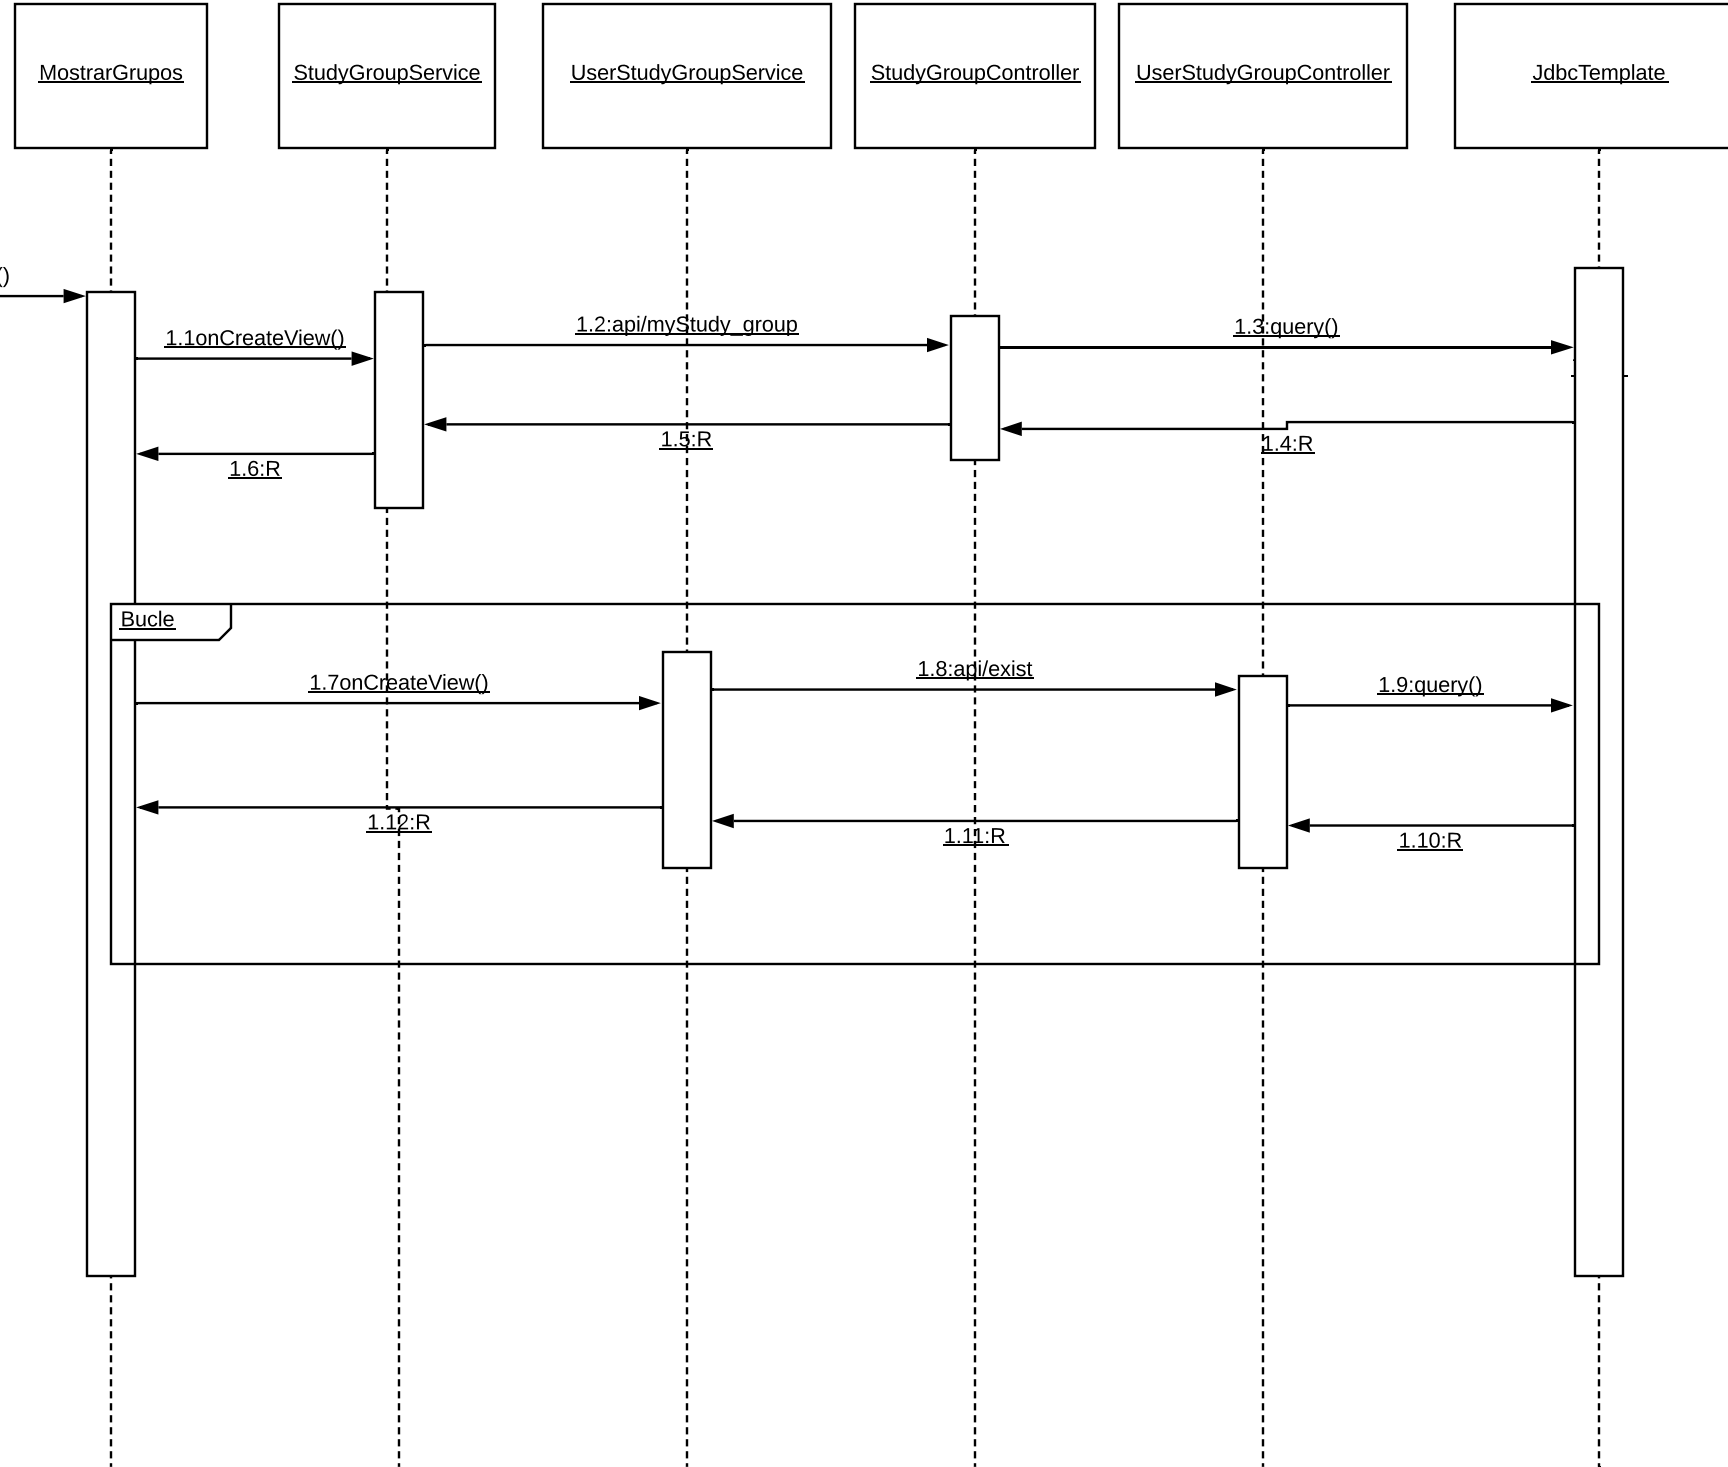 MostrarGrupos
StudyGroupService
UserStudyGroupService
StudyGroupController
UserStudyGroupController
JdbcTemplate
()
1.1onCreateView()
1.2:api/myStudy_group
1.3:query()
1.4:R
1.5:R
1.6:R
Bucle
1.7onCreateView()
1.8:api/exist
1.9:query()
1.10:R
1.11:R
1.12:R